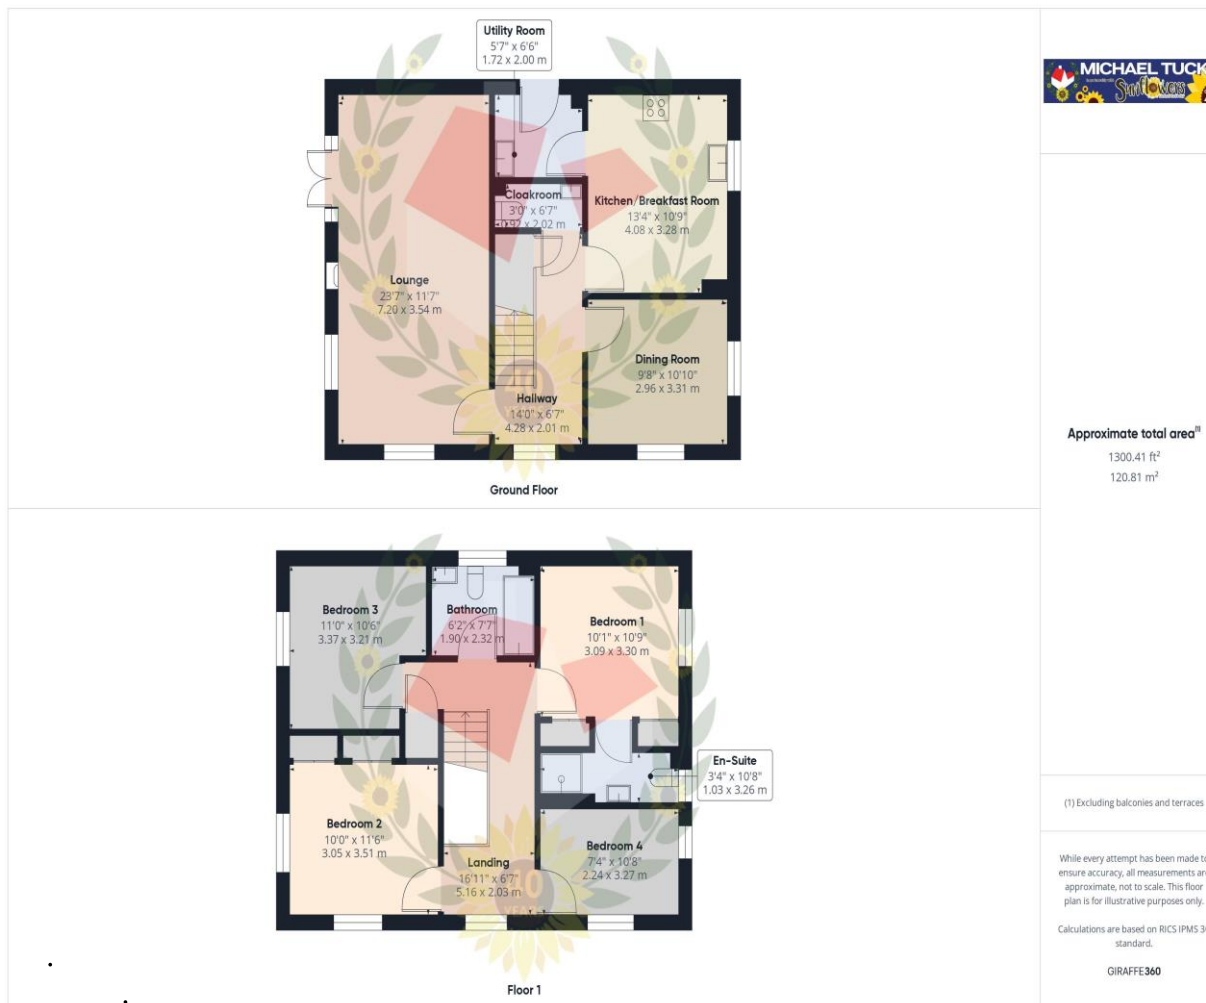 Utility Room
5'7" x 6'6"
1.72 x 2.00 m
MICHAEL TUCK
Sunflowers
Cloakroom
3'0" x 6'7"
0.92 x 2.02 m
Kitchen/Breakfast Room
13'4" x 10'9"
4.08 x 3.28 m
Lounge
23'7" x 11'7"
7.20 x 3.54 m
Dining Room
9'8" x 10'10"
2.96 x 3.31 m
40
YEARS
Hallway
14'0" x 6'7"
4.28 x 2.01 m
Ground Floor
Approximate total area(1)
1300.41 ft²
120.81 m²
Bedroom 3
11'0" x 10'6"
3.37 x 3.21 m
Bathroom
6'2" x 7'7"
1.90 x 2.32 m
Bedroom 1
10'1" x 10'9"
3.09 x 3.30 m
En-Suite
3'4" x 10'8"
1.03 x 3.26 m
Bedroom 2
10'0" x 11'6"
3.05 x 3.51 m
Landing
16'11" x 6'7"
5.16 x 2.03 m
40
YEARS
Bedroom 4
7'4" x 10'8"
2.24 x 3.27 m
Floor 1
(1) Excluding balconies and terraces
While every attempt has been made to
ensure accuracy, all measurements are
approximate, not to scale. This floor
plan is for illustrative purposes only.
Calculations are based on RICS IPMS 3C
standard.
GIRAFFE360